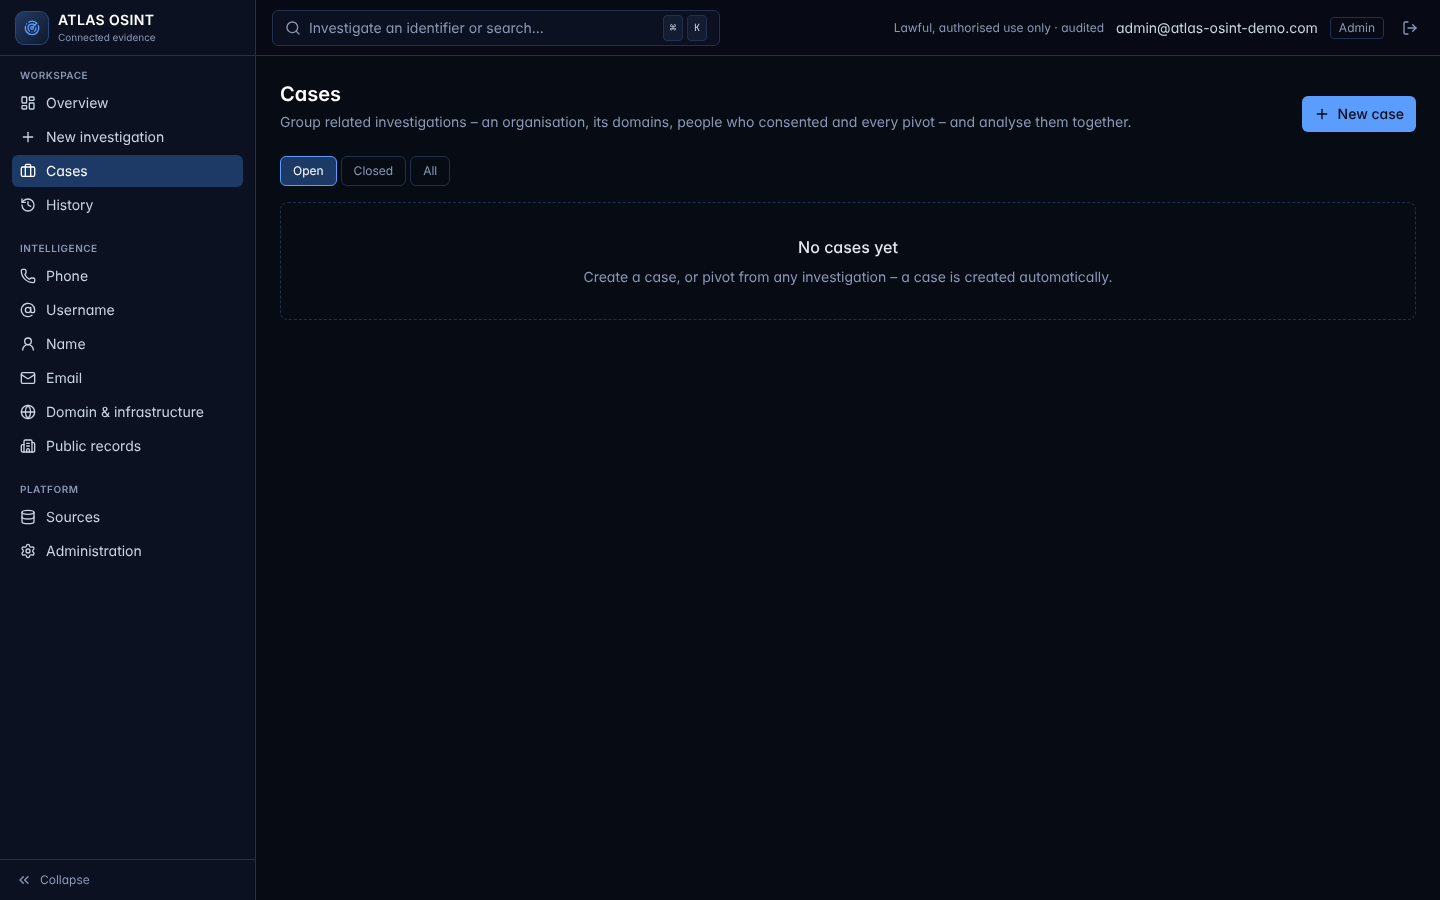 ATLAS OSINT
Connected evidence
Investigate an identifier or search...
⌘ K
Lawful, authorised use only · audited
admin@atlas-osint-demo.com
Admin
WORKSPACE
Overview
New investigation
Cases
History
INTELLIGENCE
Phone
Username
Name
Email
Domain & infrastructure
Public records
PLATFORM
Sources
Administration
Collapse
Cases
Group related investigations – an organisation, its domains, people who consented and every pivot – and analyse them together.
New case
Open
Closed
All
No cases yet
Create a case, or pivot from any investigation – a case is created automatically.